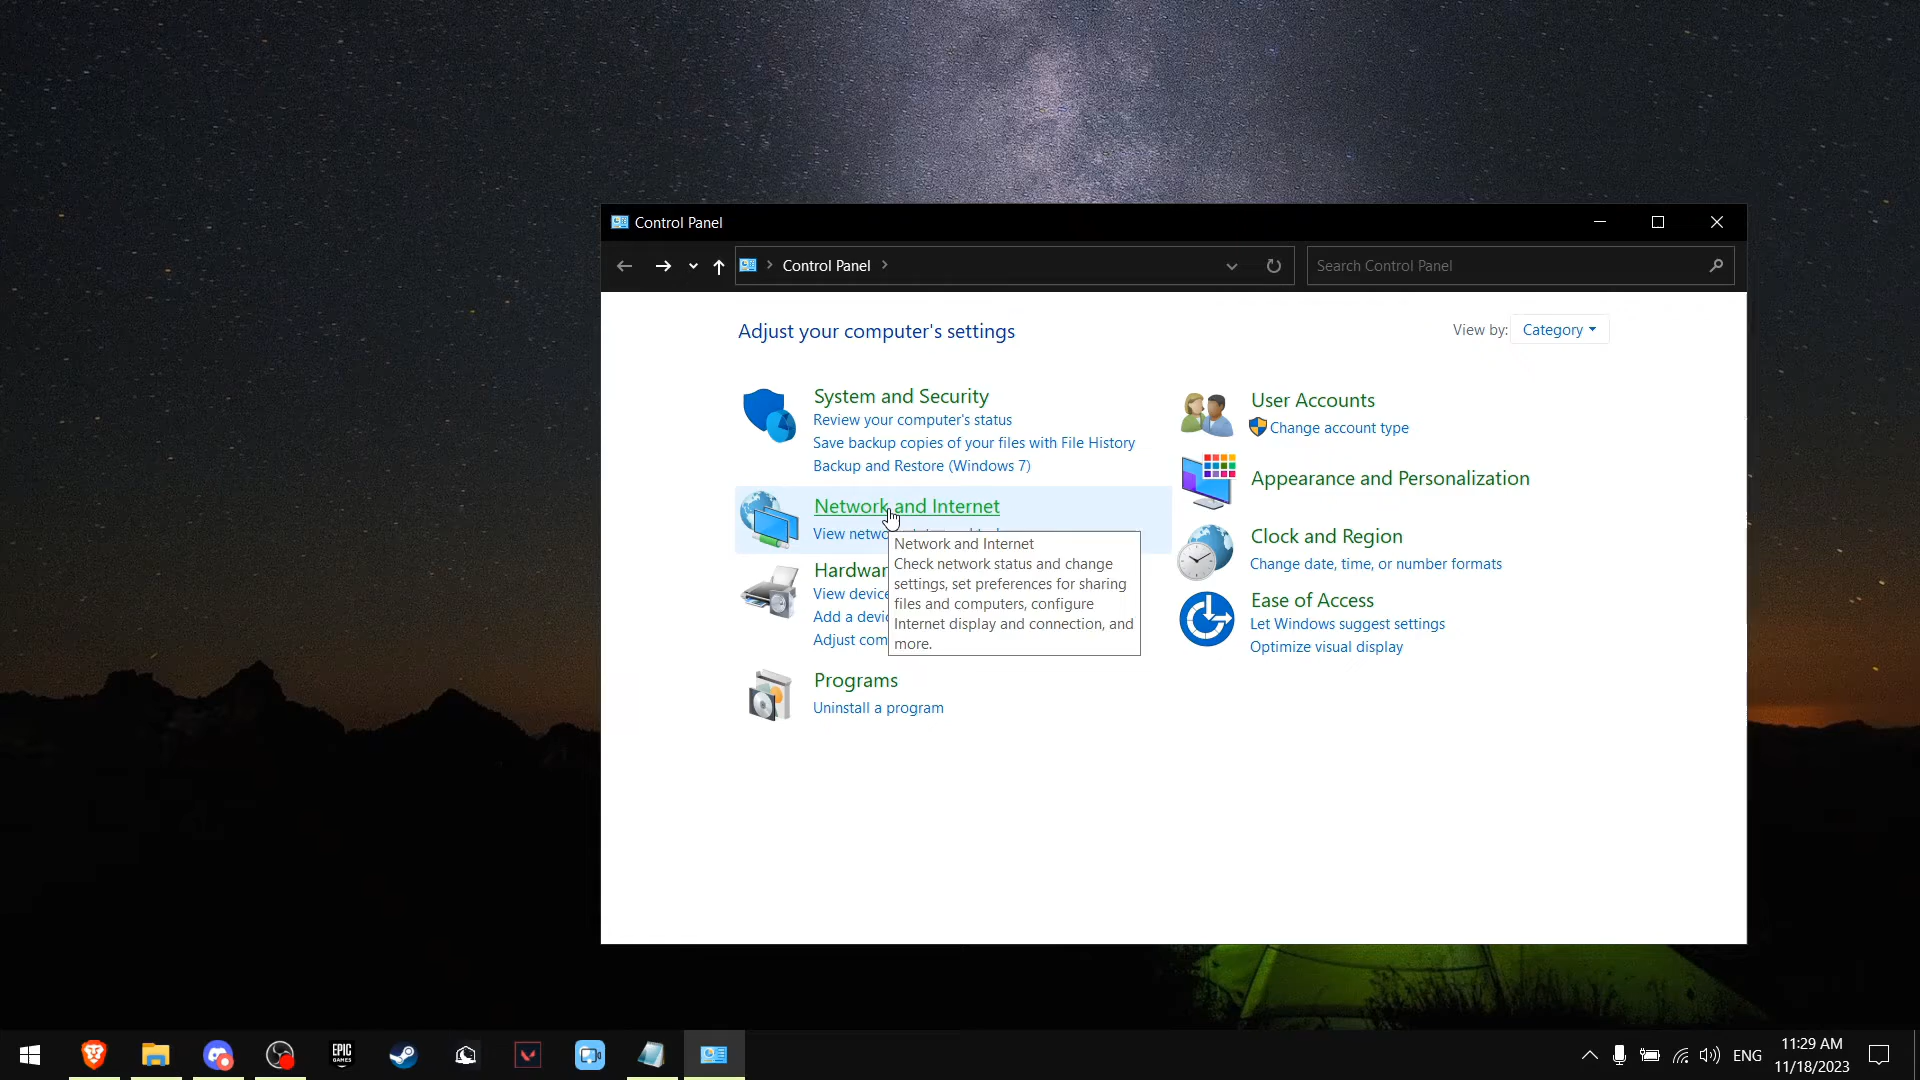 Control Panel
Control Panel
Search Control Panel
Adjust your computer's settings
View by: Category
System and Security
Review your computer's status
Save backup copies of your files with File History
Backup and Restore (Windows 7)
Network and Internet
View netwo
Network and Internet
Check network status and change
settings, set preferences for sharing
files and computers, configure
Internet display and connection, and
more.
Hardwar
View device
Add a devi
Adjust com
Programs
Uninstall a program
User Accounts
Change account type
Appearance and Personalization
Clock and Region
Change date, time, or number formats
Ease of Access
Let Windows suggest settings
Optimize visual display
EPIC
GAMES
ENG
11:29 AM
11/18/2023